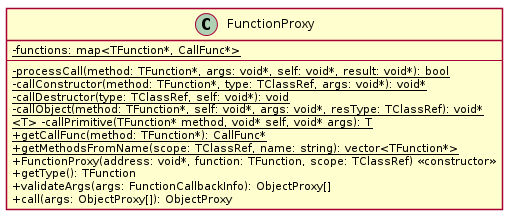 C FunctionProxy
-functions: map<TFunction*, CallFunc*>
-processCall(method: TFunction*, args: void*, self: void*, result: void*): bool
-callConstructor(method: TFunction*, type: TClassRef, args: void*): void*
-callDestructor(type: TClassRef, self: void*): void
-callObject(method: TFunction*, self: void*, args: void*, resType: TClassRef): void*
<T> -callPrimitive(TFunction* method, void* self, void* args): T
+getCallFunc(method: TFunction*): CallFunc*
+getMethodsFromName(scope: TClassRef, name: string): vector<TFunction*>
+FunctionProxy(address: void*, function: TFunction, scope: TClassRef) «constructor»
+getType(): TFunction
+validateArgs(args: FunctionCallbackInfo): ObjectProxy[]
+call(args: ObjectProxy[]): ObjectProxy